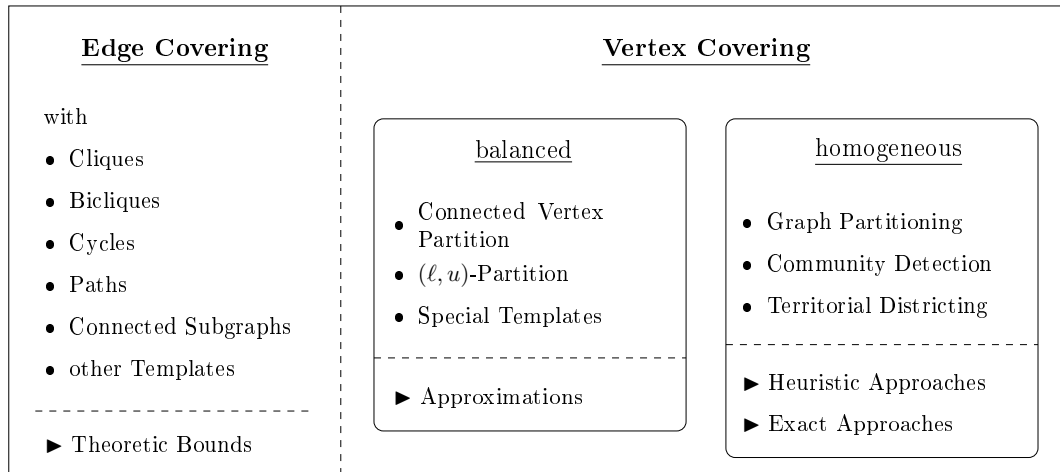 Edge Covering
with
• Cliques
• Bicliques
• Cycles
• Paths
• Connected Subgraphs
• other Templates
► Theoretic Bounds
Vertex Covering
balanced
• Connected Vertex
Partition
• (ℓ, u)-Partition
• Special Templates
► Approximations
homogeneous
• Graph Partitioning
• Community Detection
• Territorial Districting
► Heuristic Approaches
► Exact Approaches